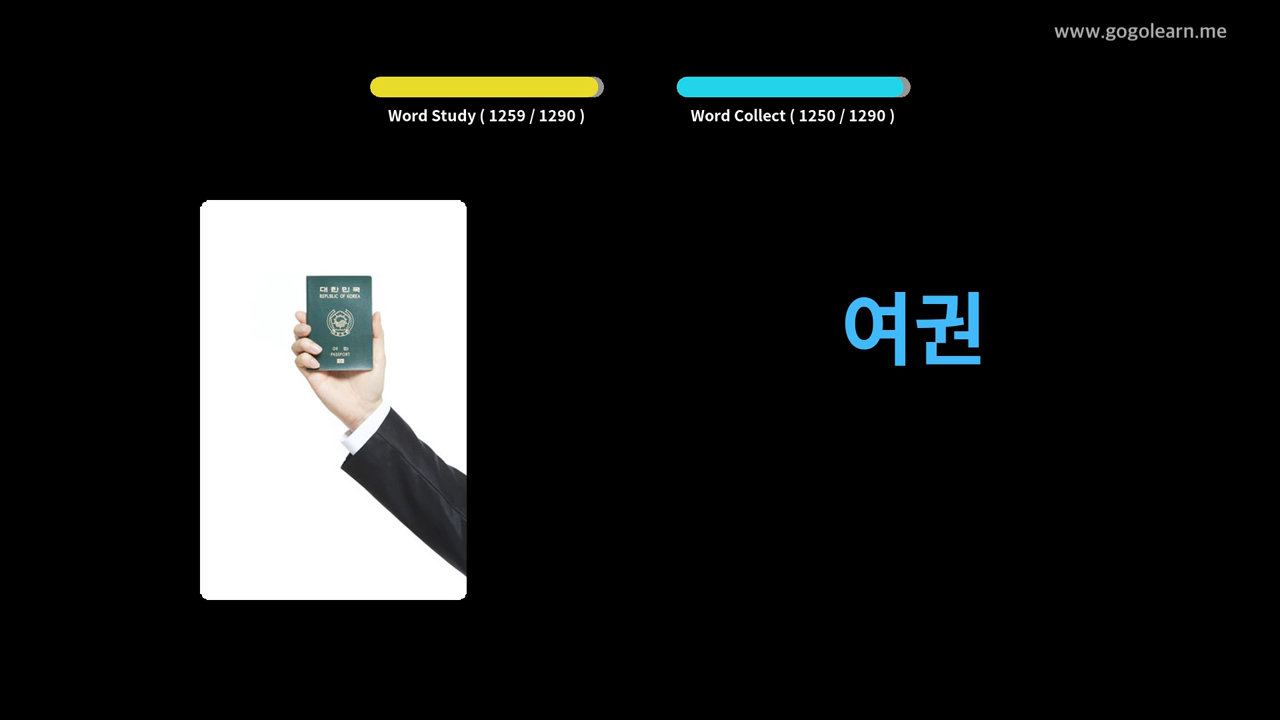 www.gogolearn.me
Word Study ( 1259 / 1290 )
Word Collect ( 1250 / 1290 )
대한민국
REPUBLIC OF KOREA
PASSPORT
여권